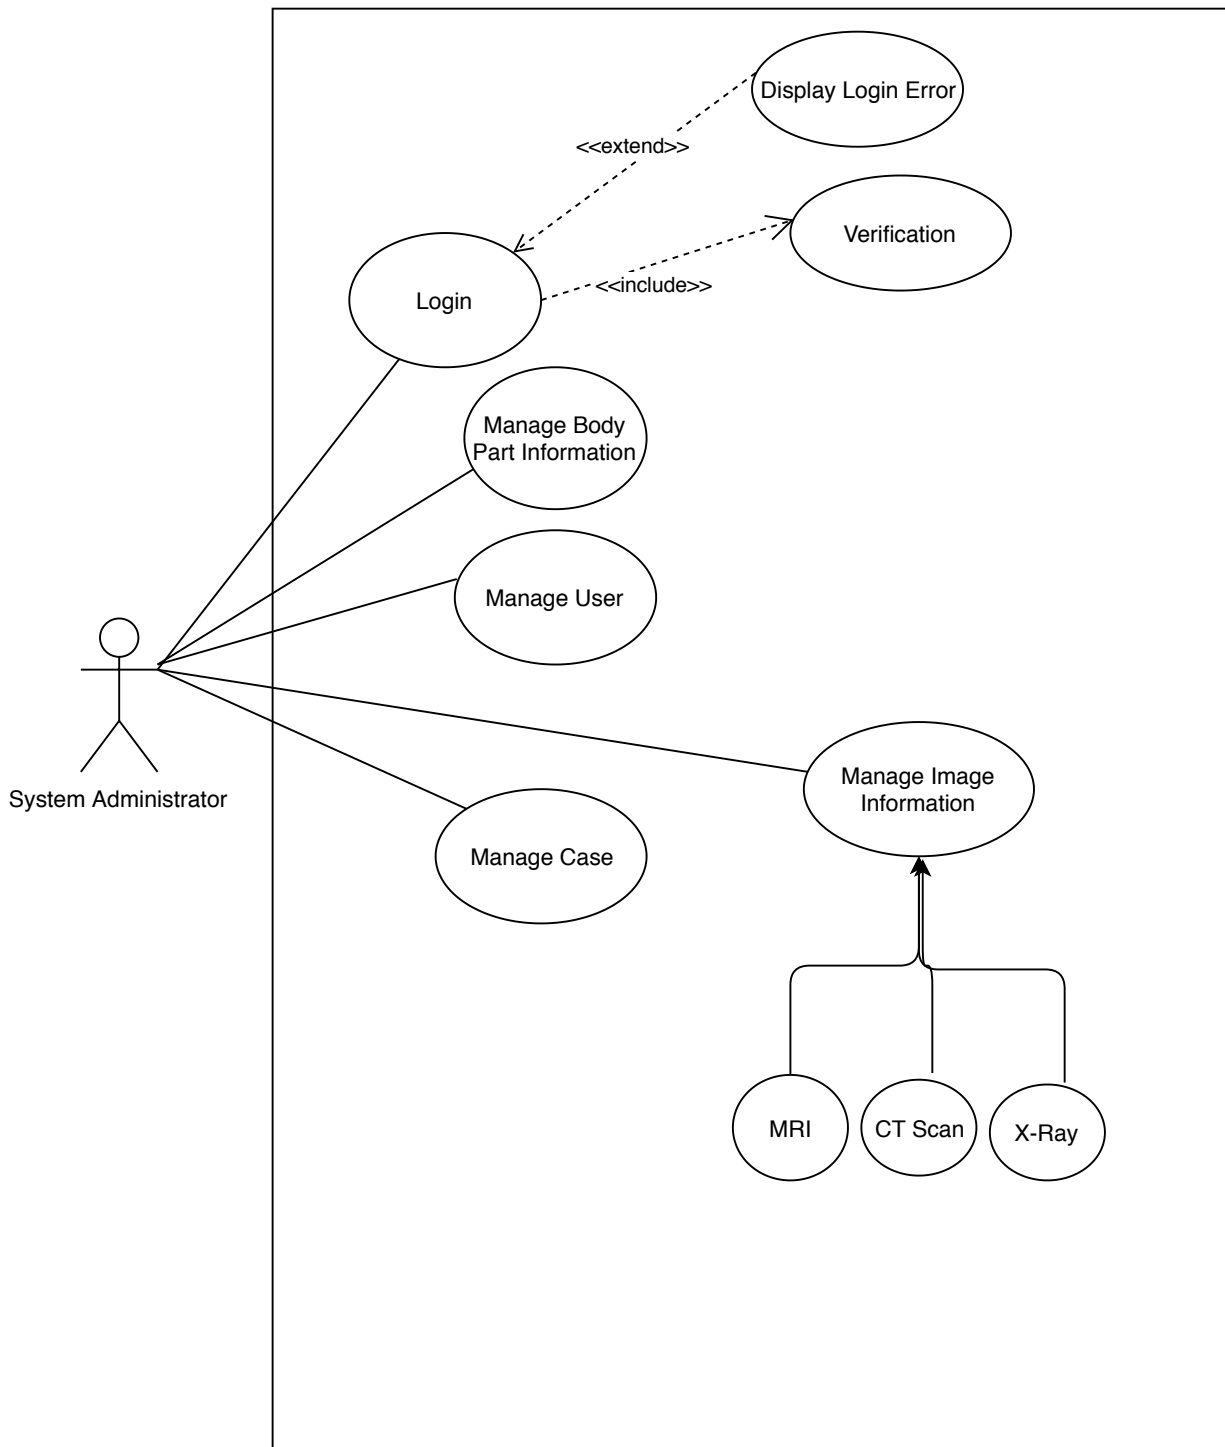 Display Login Error
<<extend>>
Verification
<<include>>
Login
Manage Body
Part Information
Manage User
System Administrator
Manage Image
Information
Manage Case
MRI
CT Scan
X-Ray